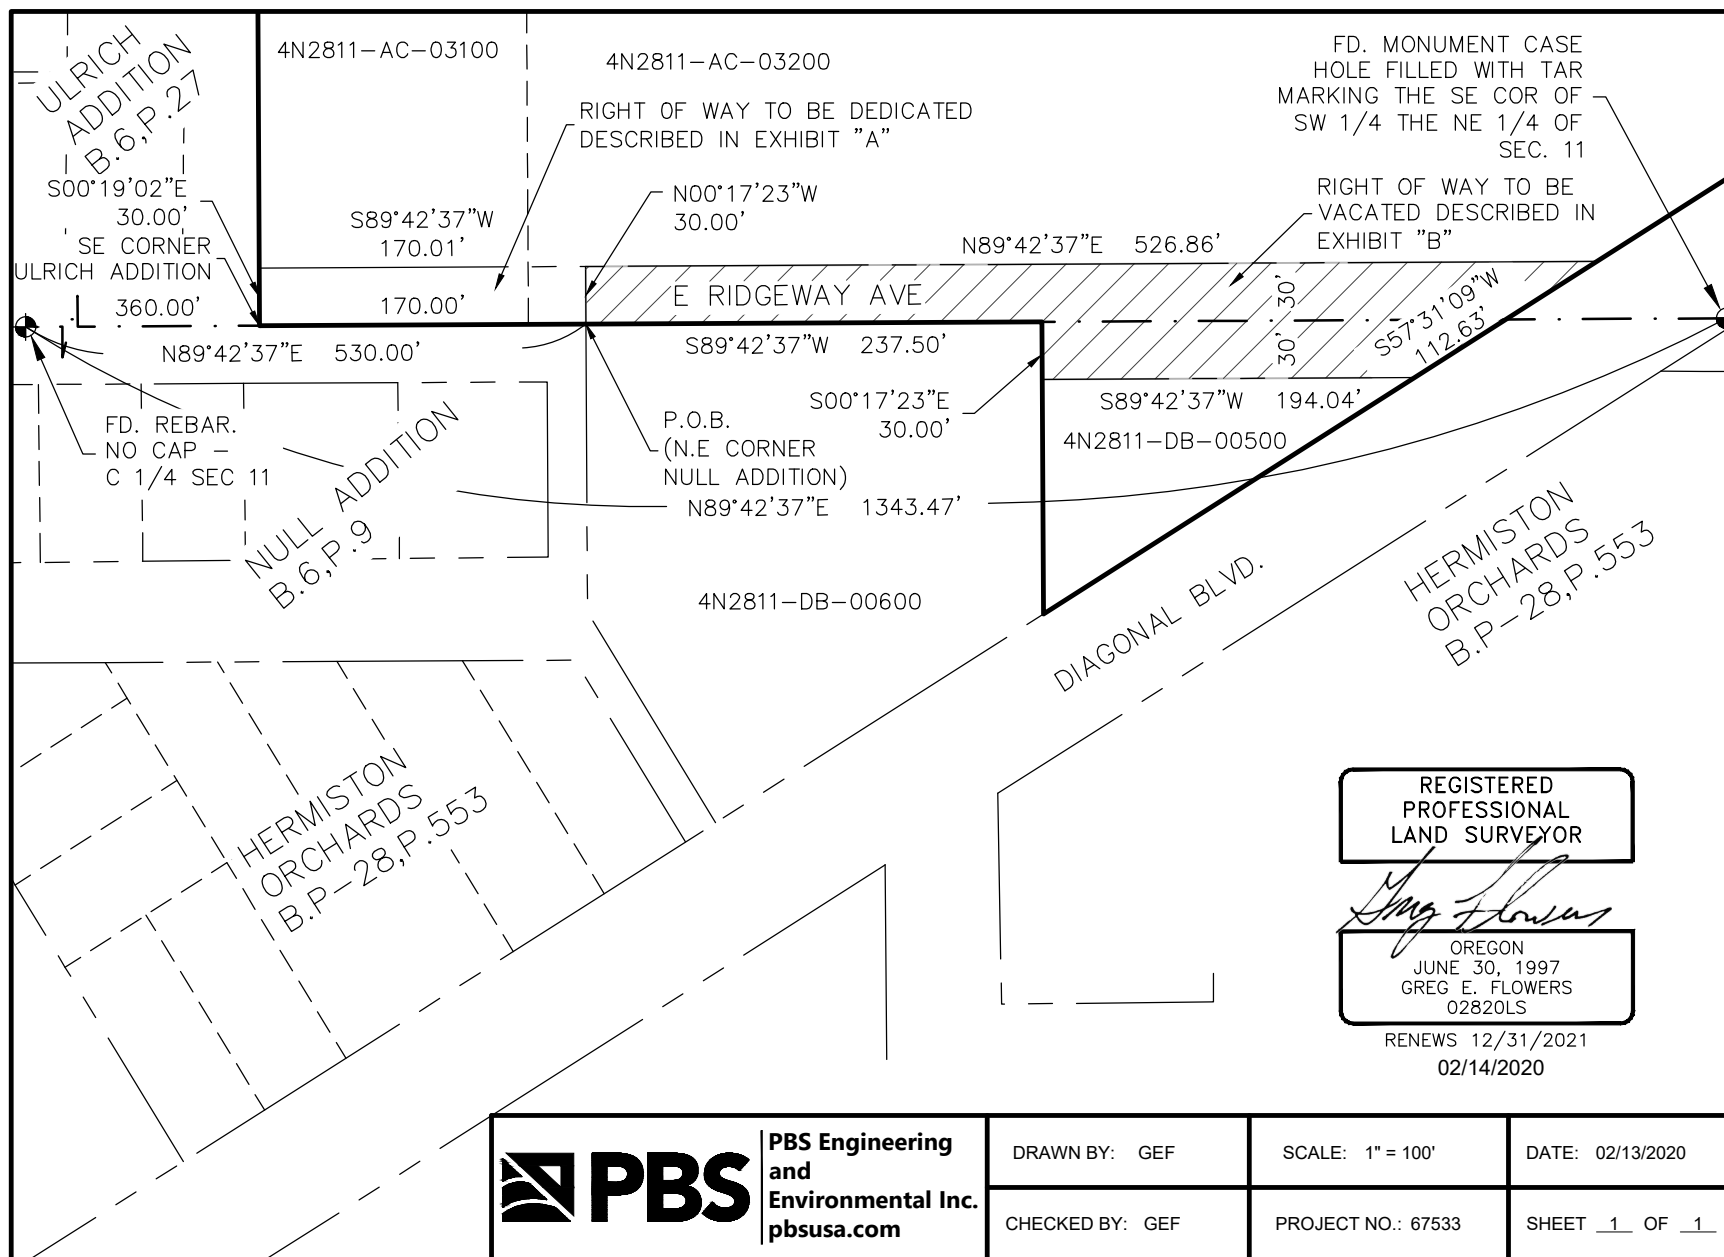 ULRICH
ADDITION
B.6,P.27
4N2811-AC-03100
4N2811-AC-03200
RIGHT OF WAY TO BE DEDICATED
DESCRIBED IN EXHIBIT "A"
FD. MONUMENT CASE
HOLE FILLED WITH TAR
MARKING THE SE COR OF
SW 1/4 THE NE 1/4 OF
SEC. 11
RIGHT OF WAY TO BE
VACATED DESCRIBED IN
EXHIBIT "B"
S00°19'02"E
30.00'
SE CORNER
ULRICH ADDITION
360.00'
S89°42'37"W
170.01'
170.00'
N00°17'23"W
30.00'
N89°42'37"E 526.86'
E RIDGEWAY AVE
30'
30'
S57°31'09"W
112.63'
N89°42'37"E 530.00'
S89°42'37"W 237.50'
S00°17'23"E
30.00'
S89°42'37"W 194.04'
4N2811-DB-00500
FD. REBAR.
NO CAP -
C 1/4 SEC 11
P.O.B.
(N.E CORNER
NULL ADDITION)
N89°42'37"E 1343.47'
NULL ADDITION
B.6,P.9
4N2811-DB-00600
DIAGONAL BLVD.
HERMISTON
ORCHARDS
B.P-28,P.553
HERMISTON
ORCHARDS
B.P-28,P.553
REGISTERED
PROFESSIONAL
LAND SURVEYOR
Greg Flowers
OREGON
JUNE 30, 1997
GREG E. FLOWERS
02820LS
RENEWS 12/31/2021
02/14/2020
PBS
PBS Engineering
and
Environmental Inc.
pbsusa.com
DRAWN BY: GEF
SCALE: 1" = 100'
DATE: 02/13/2020
CHECKED BY: GEF
PROJECT NO.: 67533
SHEET 1 OF 1